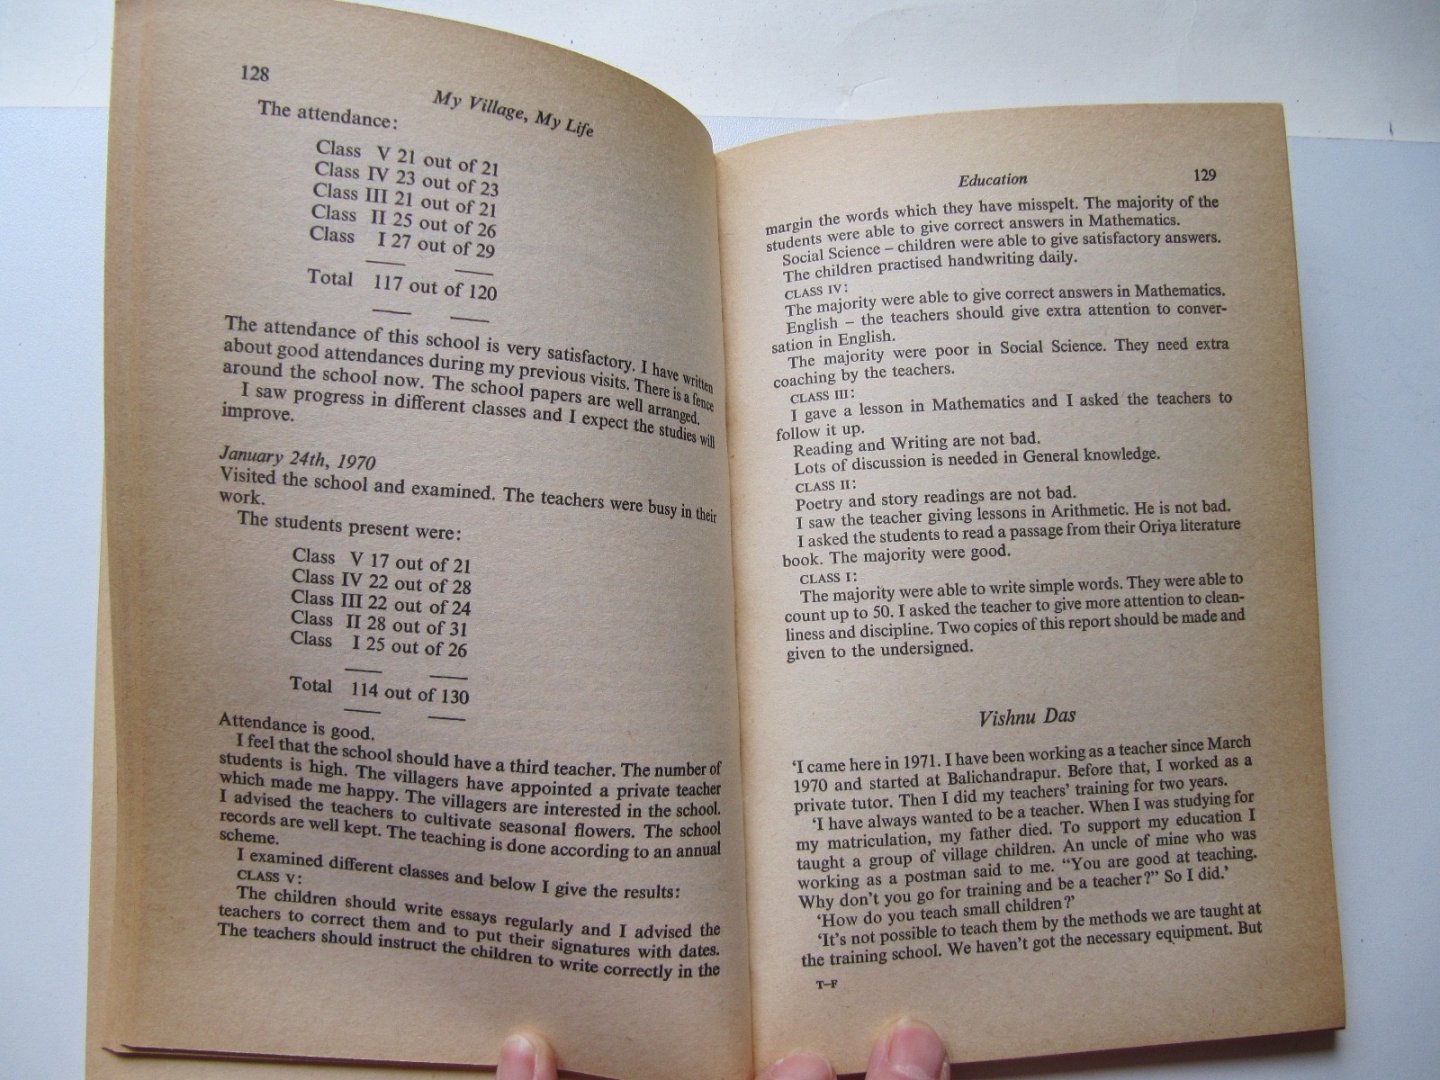 128
My Village, My Life
The attendance:
Class V 21 out of 21
Class IV 23 out of 23
Class III 21 out of 21
Class II 25 out of 26
Class I 27 out of 29
Total 117 out of 120
The attendance of this school is very satisfactory. I have written
about good attendances during my previous visits. There is a fence
around the school now. The school papers are well arranged.
I saw progress in different classes and I expect the studies will
improve.
January 24th, 1970
Visited the school and examined. The teachers were busy in their
work.
The students present were:
Class V 17 out of 21
Class IV 22 out of 28
Class III 22 out of 24
Class II 28 out of 31
Class I 25 out of 26
Total 114 out of 130
Attendance is good.
I feel that the school should have a third teacher. The number of
students is high. The villagers have appointed a private teacher
which made me happy. The villagers are interested in the school.
I advised the teachers to cultivate seasonal flowers. The school
records are well kept. The teaching is done according to an annual
scheme.
I examined different classes and below I give the results:
CLASS V:
The children should write essays regularly and I advised the
teachers to correct them and to put their signatures with dates.
The teachers should instruct the children to write correctly in the
Education
129
margin the words which they have misspelt. The majority of the
students were able to give correct answers in Mathematics.
Social Science – children were able to give satisfactory answers.
The children practised handwriting daily.
CLASS IV:
The majority were able to give correct answers in Mathematics.
English – the teachers should give extra attention to conver-
sation in English.
The majority were poor in Social Science. They need extra
coaching by the teachers.
CLASS III:
I gave a lesson in Mathematics and I asked the teachers to
follow it up.
Reading and Writing are not bad.
Lots of discussion is needed in General knowledge.
CLASS II:
Poetry and story readings are not bad.
I saw the teacher giving lessons in Arithmetic. He is not bad.
I asked the students to read a passage from their Oriya literature
book. The majority were good.
CLASS I:
The majority were able to write simple words. They were able to
count up to 50. I asked the teacher to give more attention to clean-
liness and discipline. Two copies of this report should be made and
given to the undersigned.
Vishnu Das
‘I came here in 1971. I have been working as a teacher since March
1970 and started at Balichandrapur. Before that, I worked as a
private tutor. Then I did my teachers’ training for two years.
‘I have always wanted to be a teacher. When I was studying for
my matriculation, my father died. To support my education I
taught a group of village children. An uncle of mine who was
working as a postman said to me. “You are good at teaching.
Why don’t you go for training and be a teacher?” So I did.’
‘How do you teach small children?’
‘It’s not possible to teach them by the methods we are taught at
the training school. We haven’t got the necessary equipment. But
T–F